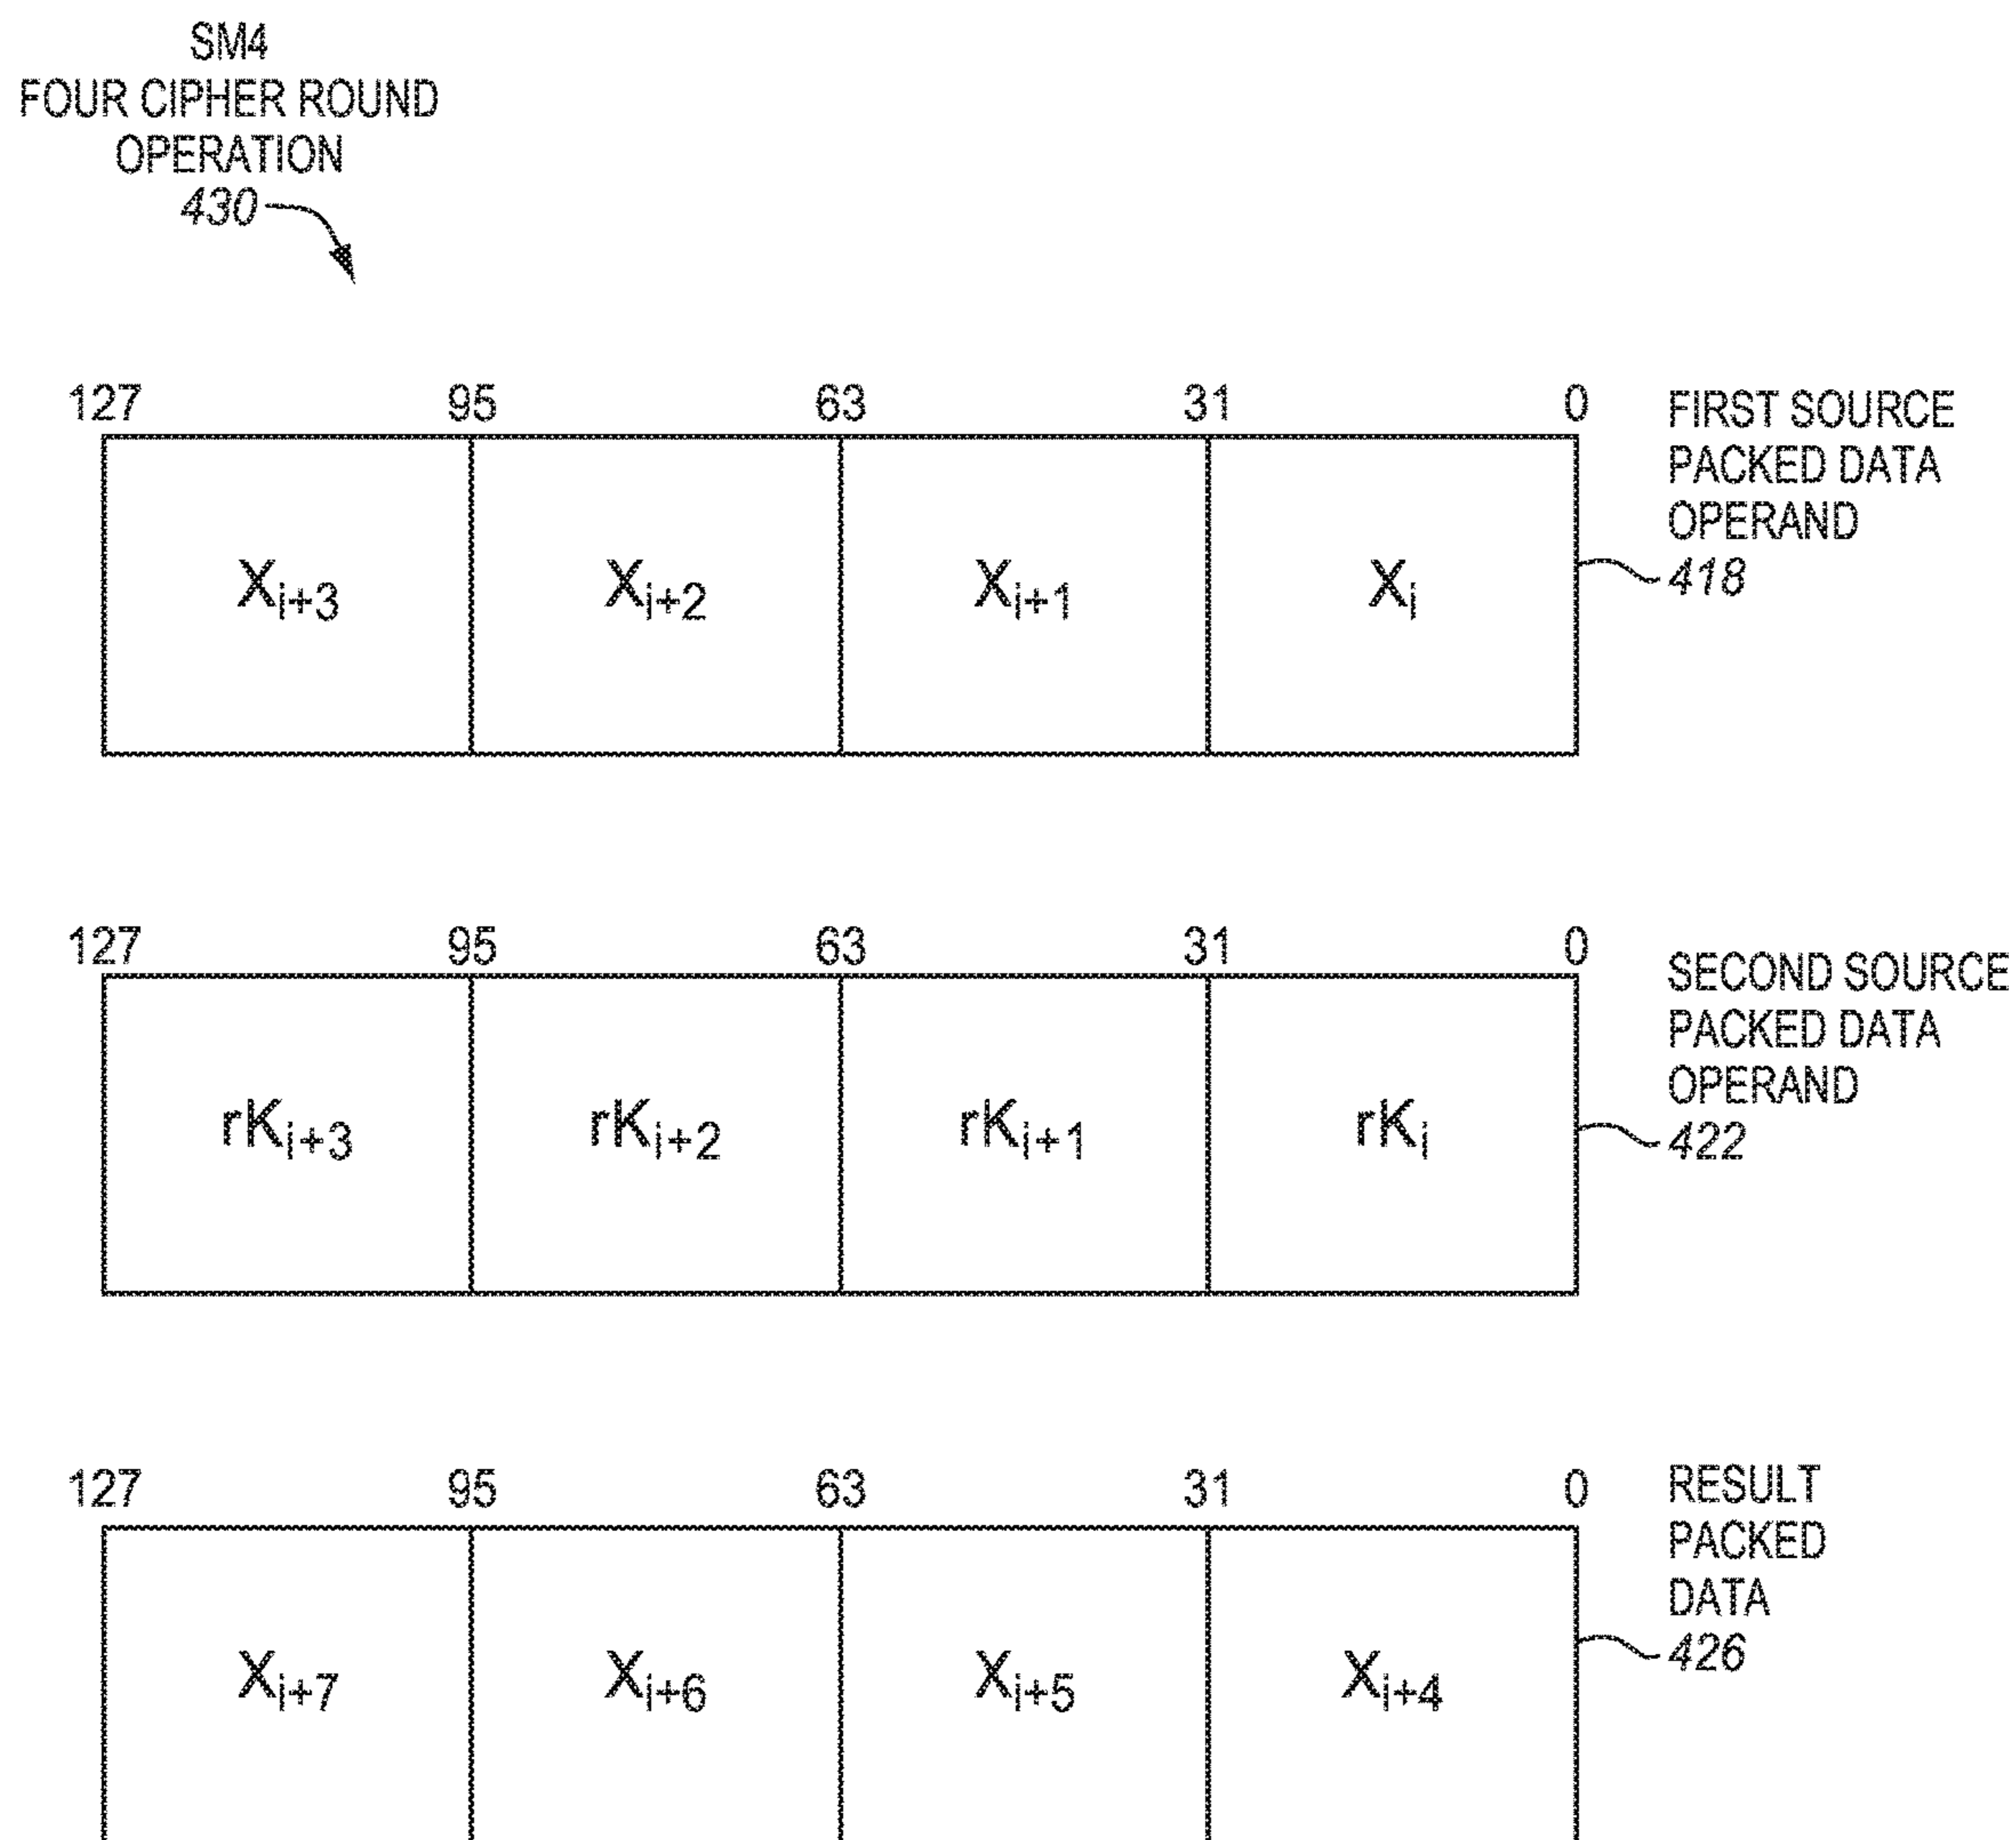 SM4
FOUR CIPHER ROUND
OPERATION
430
127 95 63 31 0
FIRST SOURCE
PACKED DATA
OPERAND
418
Xi+3 Xi+2 Xi+1 Xi
127 95 63 31 0
SECOND SOURCE
PACKED DATA
OPERAND
422
rKi+3 rKi+2 rKi+1 rKi
127 95 63 31 0
RESULT
PACKED
DATA
426
Xi+7 Xi+6 Xi+5 Xi+4